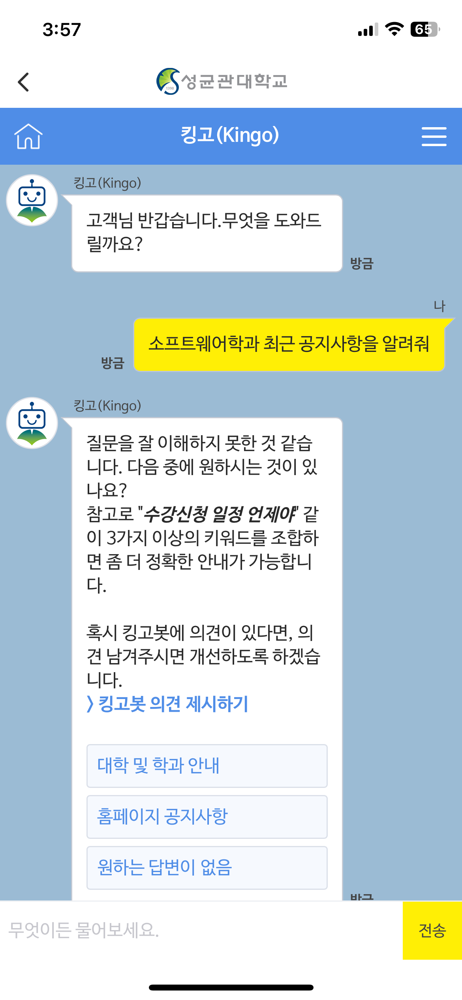 3:57
65
1398
성균관대학교
킹고(Kingo)
킹고(Kingo)
고객님 반갑습니다.무엇을 도와드
릴까요?
방금
나
소프트웨어학과 최근 공지사항을 알려줘
방금
킹고(Kingo)
질문을 잘 이해하지 못한 것 같습
니다. 다음 중에 원하시는 것이 있
나요?
참고로 "수강신청 일정 언제야" 같
이 3가지 이상의 키워드를 조합하
면 좀 더 정확한 안내가 가능합니
다.
혹시 킹고봇에 의견이 있다면, 의
견 남겨주시면 개선하도록 하겠습
니다.
> 킹고봇 의견 제시하기
대학 및 학과 안내
홈페이지 공지사항
원하는 답변이 없음
방금
무엇이든 물어보세요.
전송